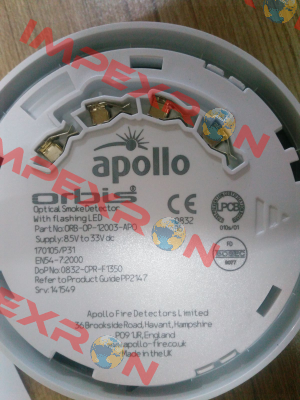 IMPEXRON
apollo
orbis
Optical Smoke Detector
With flashing LED
Part No: ORB-OP-12003-APO
Supply: 8.5V to 33V dc
170105/P31
EN54-7:2000
DoP No: 0832-CPR-F1350
Refer to Product Guide PP2147
Srv: 141549
CE
0832
LPCB
010a/01
Apollo Fire Detectors Limited
36 Brookside Road, Havant, Hampshire
PO9 1JR, England
www.apollo-fire.co.uk
Made in the UK
IMPEXRON